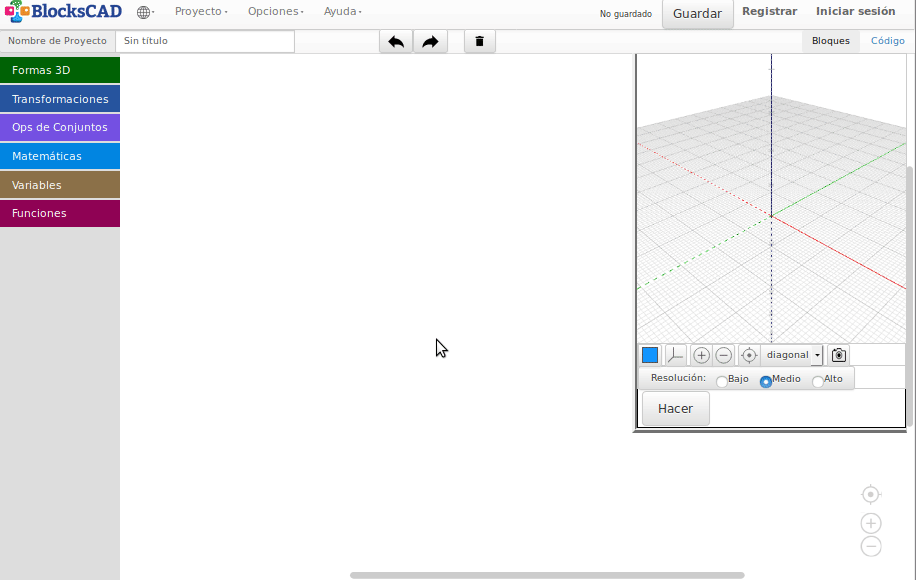 BlocksCAD
Proyecto
Opciones
Ayuda
No guardado
Guardar
Registrar
Iniciar sesión
Nombre de Proyecto
Sin título
Bloques
Código
Formas 3D
Transformaciones
Ops de Conjuntos
Matemáticas
Variables
Funciones
diagonal
Resolución:
Bajo
Medio
Alto
Hacer